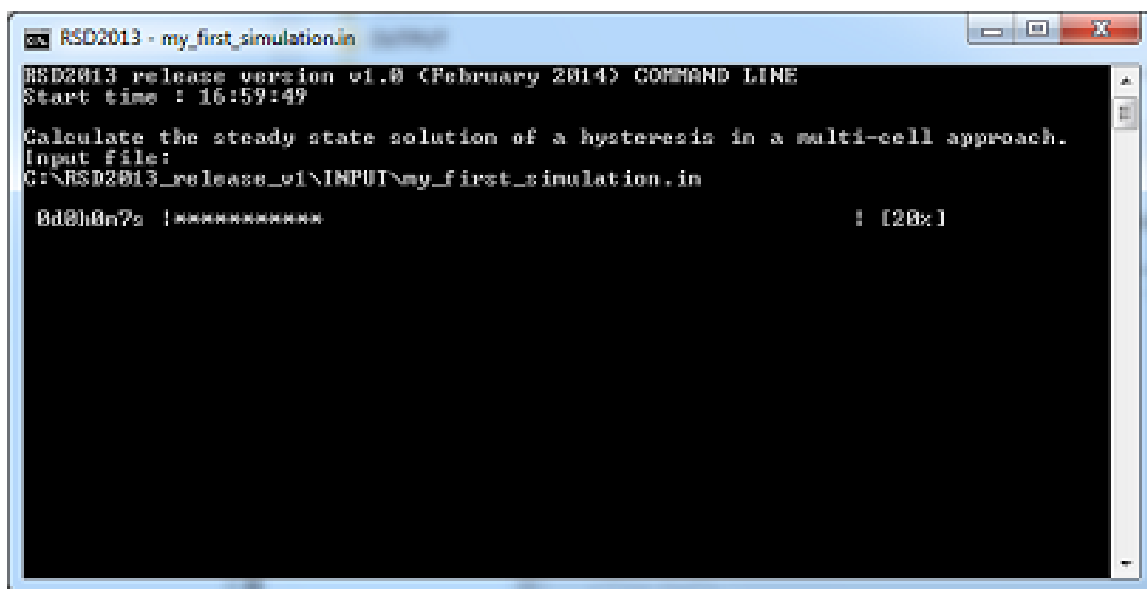 RSD2013 - my_first_simulation.in
RSD2013 release version v1.0 (February 2014) COMMAND LINE
Start time : 16:59:49
Calculate the steady state solution of a hysteresis in a multi-cell approach.
Input file:
C:\RSD2013_release_v1\INPUT\my_first_simulation.in
0d0h0m7s |*********** | [20%]